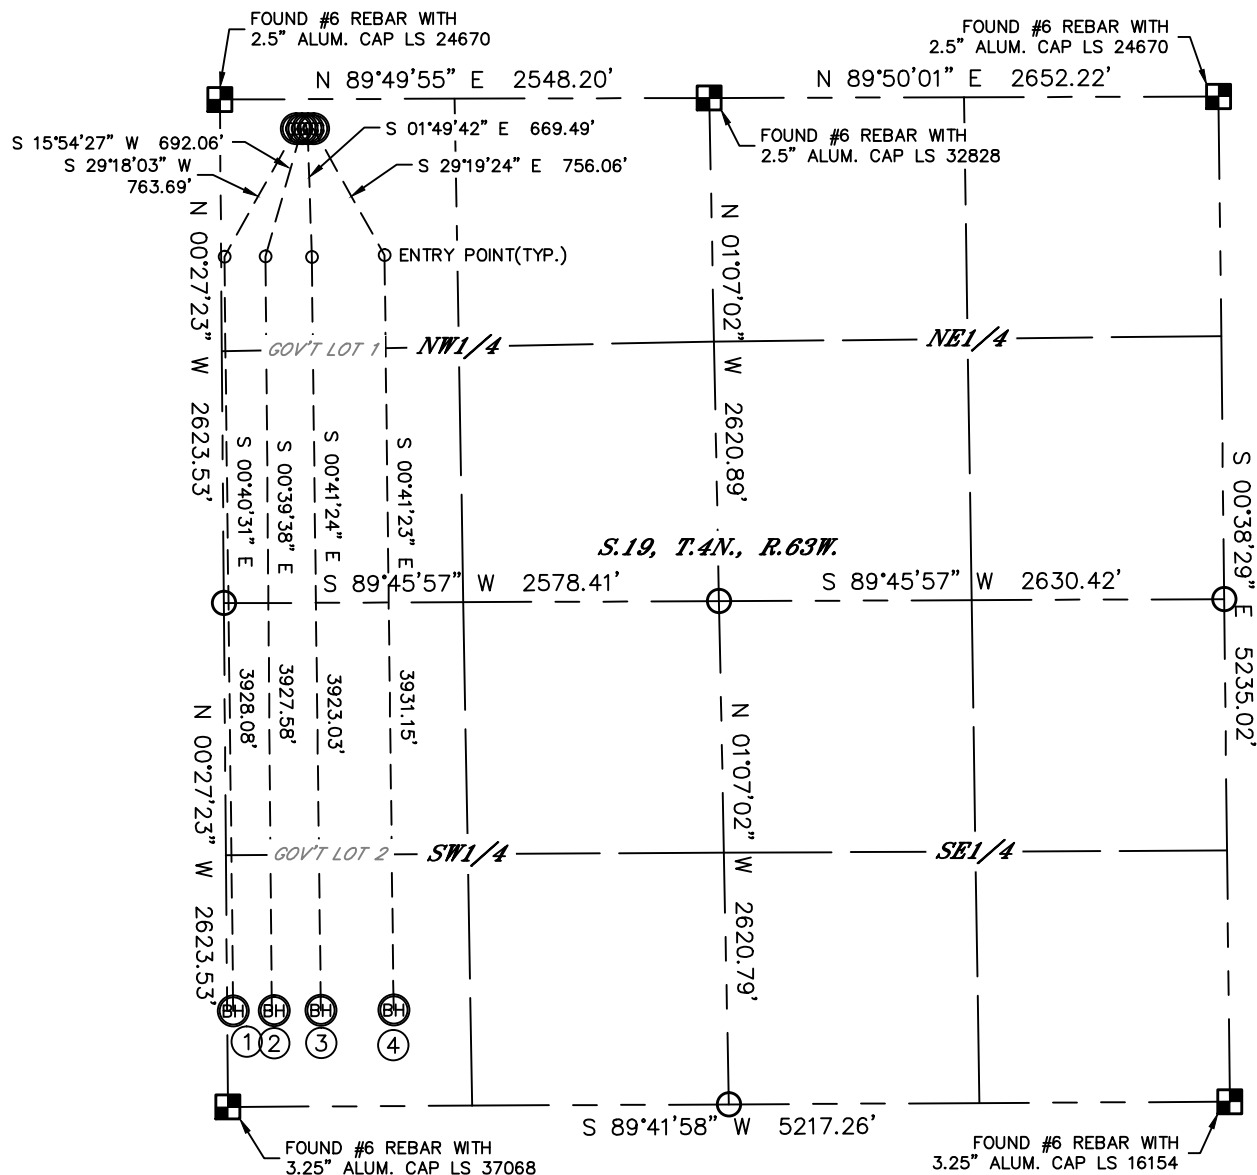 FOUND #6 REBAR WITH
2.5" ALUM. CAP LS 24670
FOUND #6 REBAR WITH
2.5" ALUM. CAP LS 24670
N 89°49'55" E 2548.20'
N 89°50'01" E 2652.22'
S 15°54'27" W 692.06'
S 01°49'42" E 669.49'
FOUND #6 REBAR WITH
2.5" ALUM. CAP LS 32828
S 29°18'03" W
763.69'
S 29°19'24" E 756.06'
ENTRY POINT(TYP.)
N 00°27'23" W 2623.53'
N 01°07'02" W 2620.89'
GOV'T LOT 1
NW1/4
NE1/4
S 00°40'31" E
S 00°39'38" E
S 00°41'24" E
S 00°41'23" E
S 00°38'29" E 5235.02'
S.19, T.4N., R.63W.
S 89°45'57" W 2578.41'
S 89°45'57" W 2630.42'
3928.08'
3927.58'
3923.03'
3931.15'
N 00°27'23" W 2623.53'
N 01°07'02" W 2620.79'
GOV'T LOT 2
SW1/4
SE1/4
BH BH BH BH
1 2 3 4
S 89°41'58" W 5217.26'
FOUND #6 REBAR WITH
3.25" ALUM. CAP LS 37068
FOUND #6 REBAR WITH
3.25" ALUM. CAP LS 16154